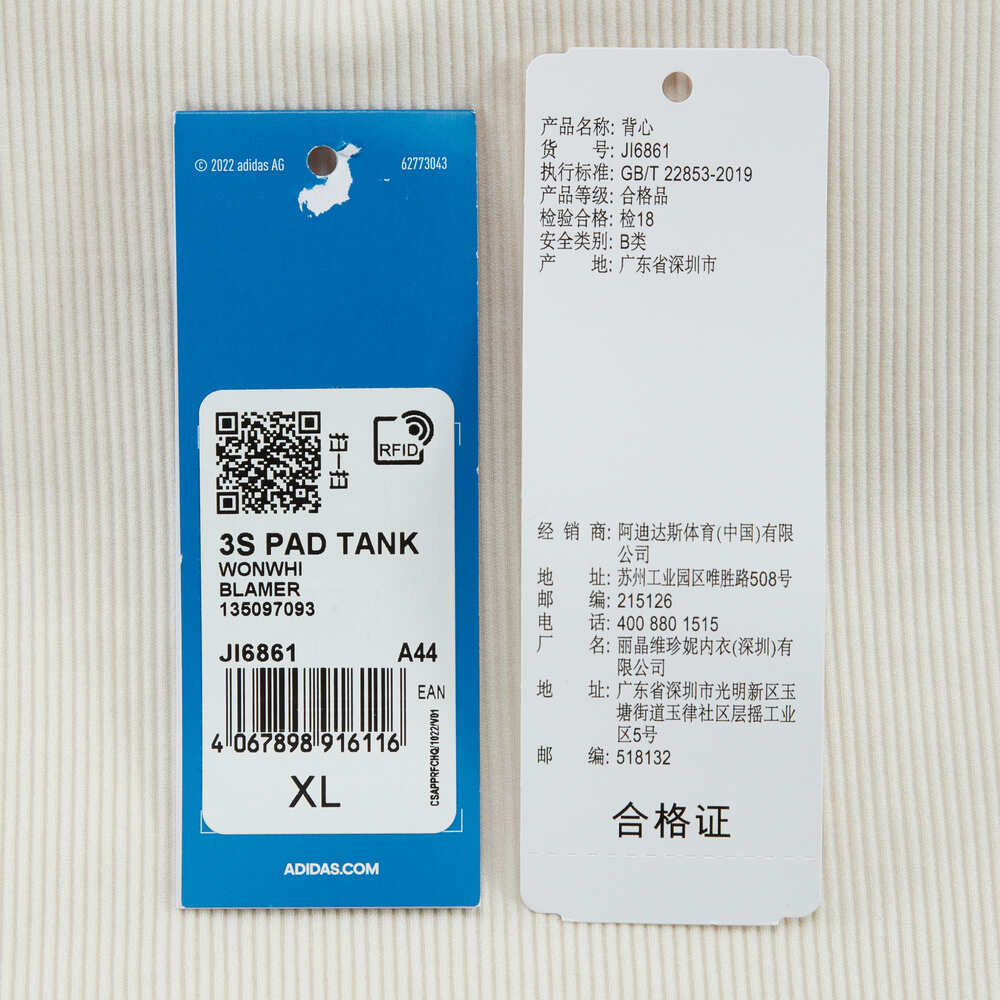 © 2022 adidas AG
62773043
扫一扫
RFID
3S PAD TANK
WONWHI
BLAMER
135097093
JI6861 A44
EAN
4 067898 916116
CSAPPRFCHQ/1022/V01
XL
ADIDAS.COM
产品名称: 背心
货 号: JI6861
执行标准: GB/T 22853-2019
产品等级: 合格品
检验合格: 检18
安全类别: B类
产 地: 广东省深圳市
经 销 商: 阿迪达斯体育(中国)有限
公司
地 址: 苏州工业园区唯胜路508号
邮 编: 215126
电 话: 400 880 1515
厂 名: 丽晶维珍妮内衣(深圳)有
限公司
地 址: 广东省深圳市光明新区玉
塘街道玉律社区层摇工业
区5号
邮 编: 518132
合格证